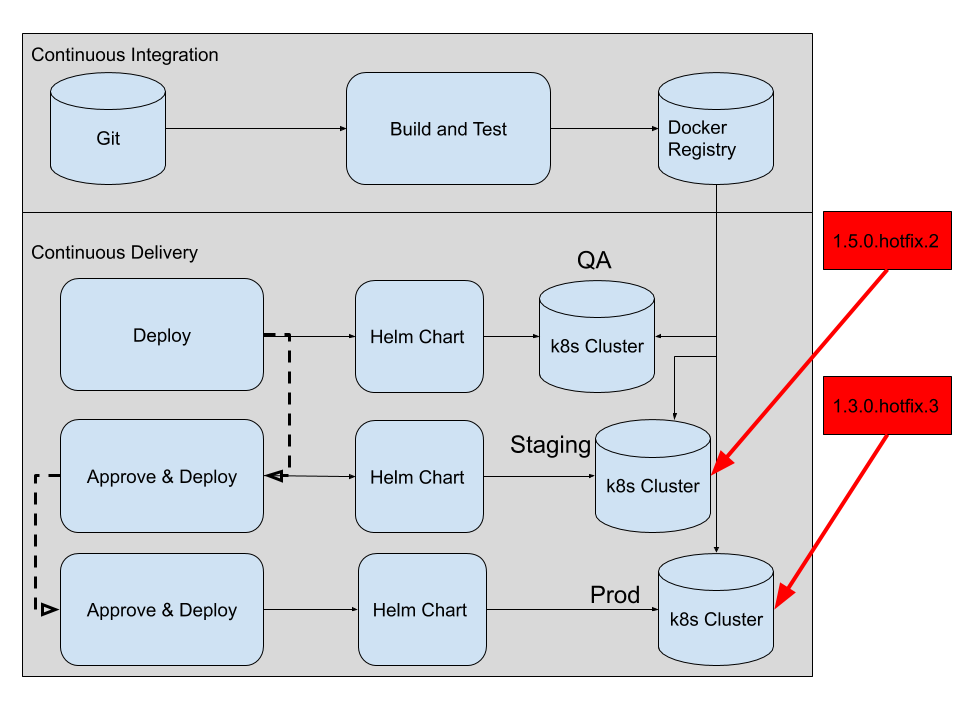 Continuous Integration
Git
Build and Test
Docker
Registry
Continuous Delivery
1.5.0.hotfix.2
QA
Deploy
Helm Chart
k8s Cluster
1.3.0.hotfix.3
Staging
Approve & Deploy
Helm Chart
k8s Cluster
Prod
Approve & Deploy
Helm Chart
k8s Cluster